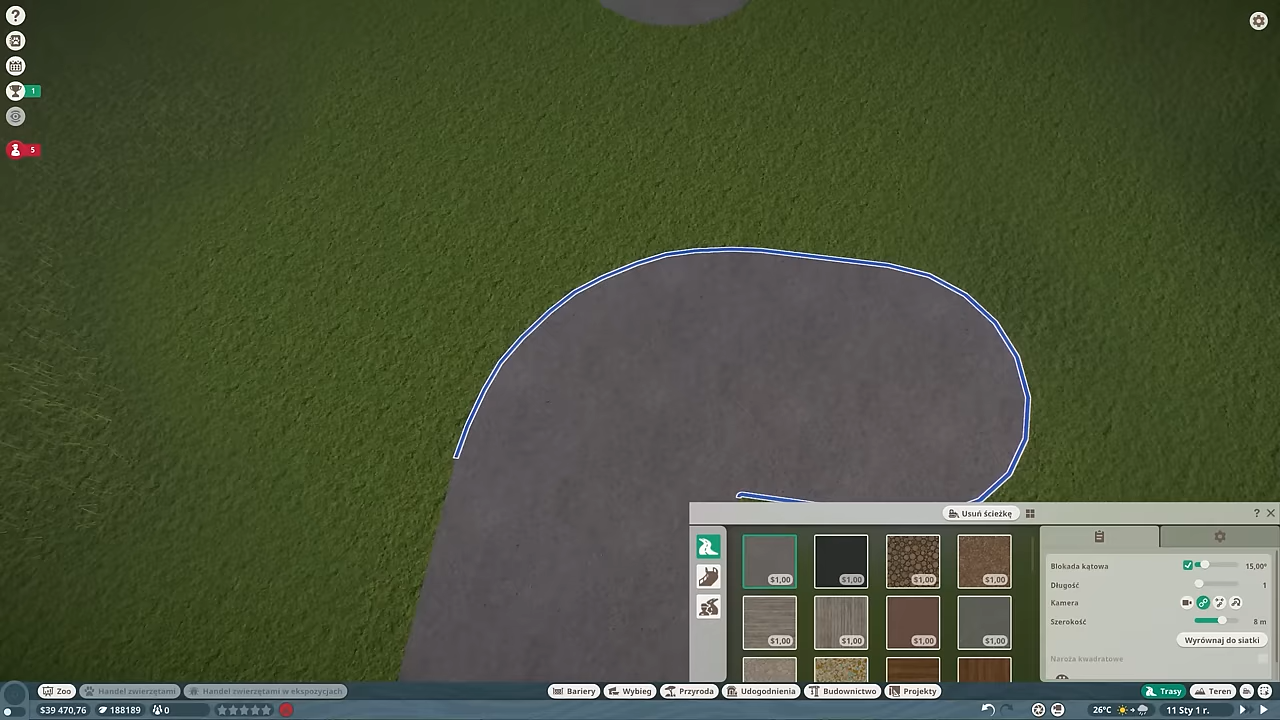 ?
1
5
Usuń ścieżkę
?
$1,00
$1,00
$1,00
$1,00
$1,00
$1,00
$1,00
$1,00
Blokada kątowa
15,00°
Długość
1
Kamera
Szerokość
8 m
Wyrównaj do siatki
Naroża kwadratowe
Zoo
Handel zwierzętami
Handel zwierzętami w ekspozycjach
Bariery
Wybieg
Przyroda
Udogodnienia
Budownictwo
Projekty
Trasy
Teren
$39 470,76
188189
0
26°C
11 Sty 1 r.